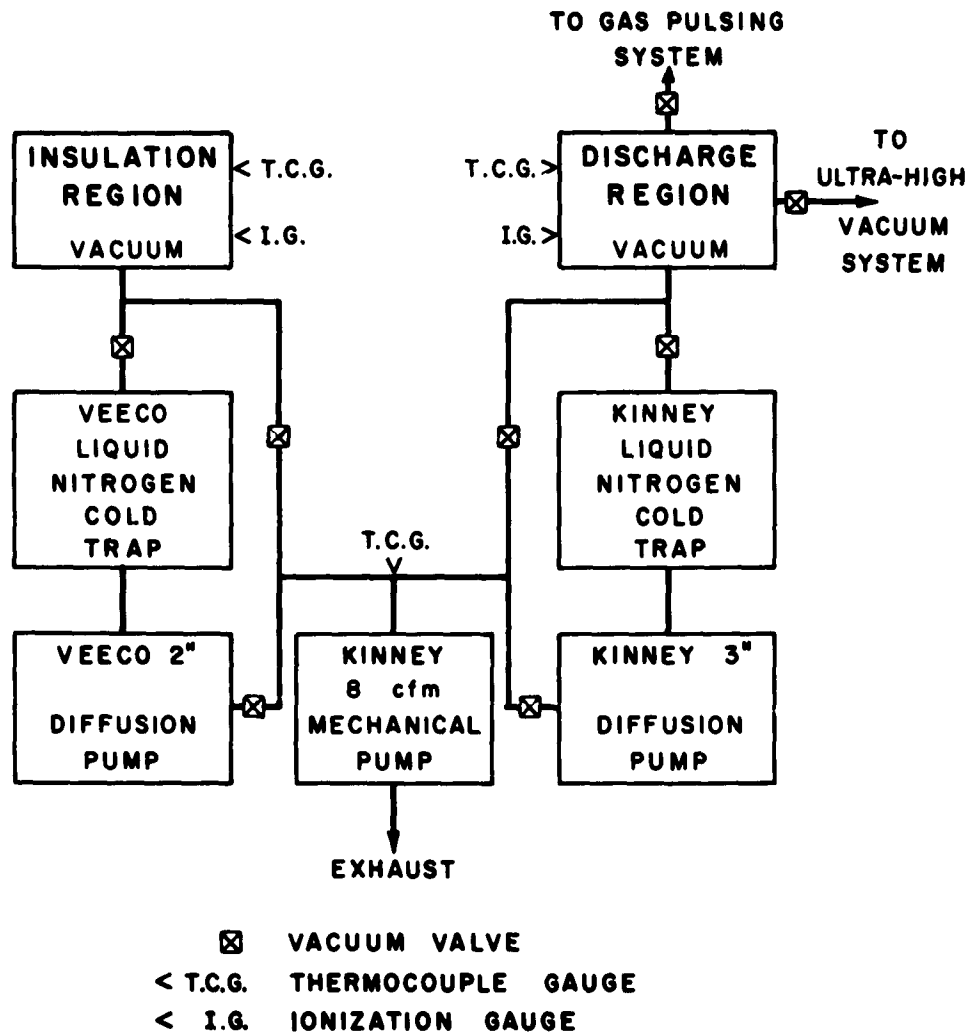 TO GAS PULSING
SYSTEM
INSULATION
REGION
VACUUM
< T.C.G.
< I.G.
T.C.G. >
I.G. >
DISCHARGE
REGION
VACUUM
TO
ULTRA-HIGH
VACUUM
SYSTEM
VEECO
LIQUID
NITROGEN
COLD
TRAP
KINNEY
LIQUID
NITROGEN
COLD
TRAP
T.C.G.
VEECO 2"
DIFFUSION
PUMP
KINNEY
8 cfm
MECHANICAL
PUMP
KINNEY 3"
DIFFUSION
PUMP
EXHAUST
VACUUM VALVE
< T.C.G. THERMOCOUPLE GAUGE
< I.G. IONIZATION GAUGE